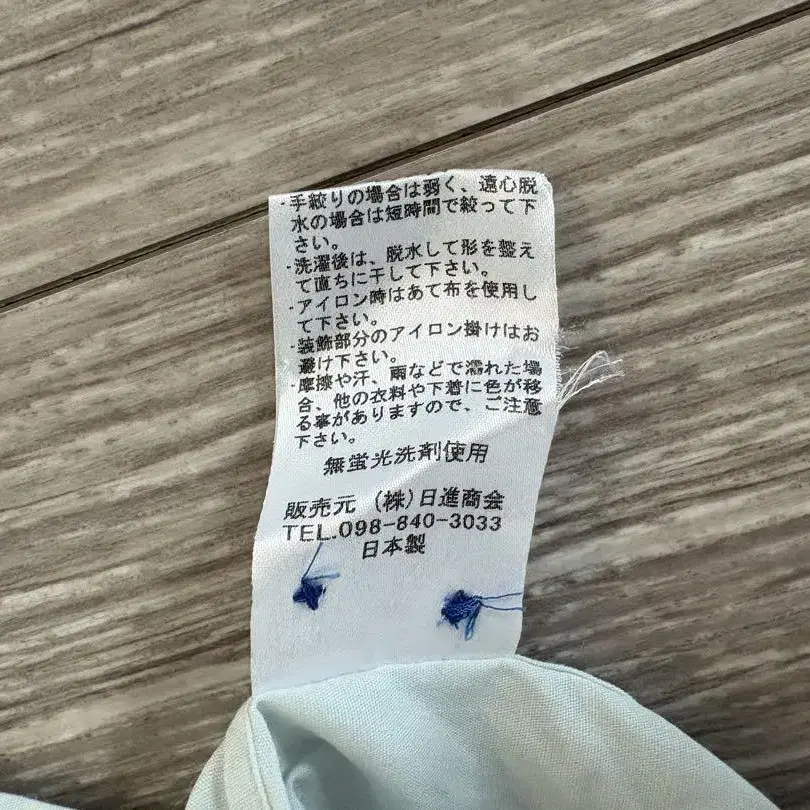 ・手絞りの場合は弱く、遠心脱
水の場合は短時間で絞って下
さい。
・洗濯後は、脱水して形を整え
て直ちに干して下さい。
・アイロン時はあて布を使用し
て下さい。
・装飾部分のアイロン掛けはお
避け下さい。
・摩擦や汗、雨などで濡れた場
合、他の衣料や下着に色が移
る事がありますので、ご注意
下さい。
無蛍光洗剤使用
販売元 (株)日進商会
TEL.098-840-3033
日本製